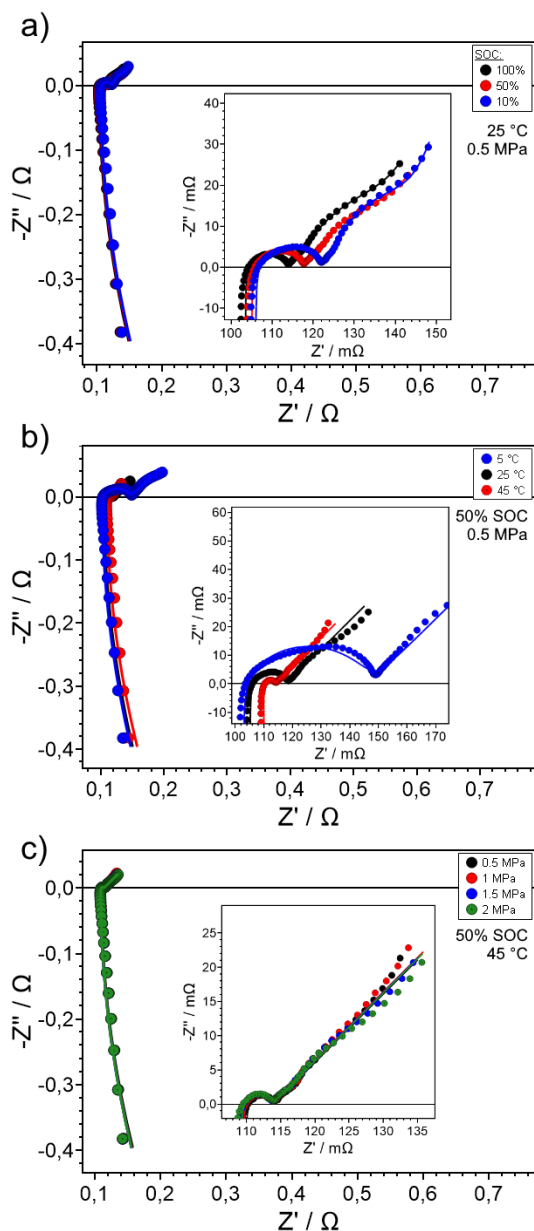 a)
0,0
-0,1
-0,2
-0,3
-0,4
-Z'' / Ω
SOC:
100%
50%
10%
25 °C
0.5 MPa
40
30
20
10
0,0
-10
-Z'' / mΩ
100 110 120 130 140 150
Z' / mΩ
0,1 0,2 0,3 0,4 0,5 0,6 0,7
Z' / Ω
b)
0,0
-0,1
-0,2
-0,3
-0,4
-Z'' / Ω
5 °C
25 °C
45 °C
50% SOC
0.5 MPa
60
50
40
30
20
10
0,0
-10
-Z'' / mΩ
100 110 120 130 140 150 160 170
Z' / mΩ
0,1 0,2 0,3 0,4 0,5 0,6 0,7
Z' / Ω
c)
0,0
-0,1
-0,2
-0,3
-0,4
-Z'' / Ω
0.5 MPa
1 MPa
1.5 MPa
2 MPa
50% SOC
45 °C
25
20
15
10
5
0,0
-Z'' / mΩ
110 115 120 125 130 135
Z' / mΩ
0,1 0,2 0,3 0,4 0,5 0,6 0,7
Z' / Ω